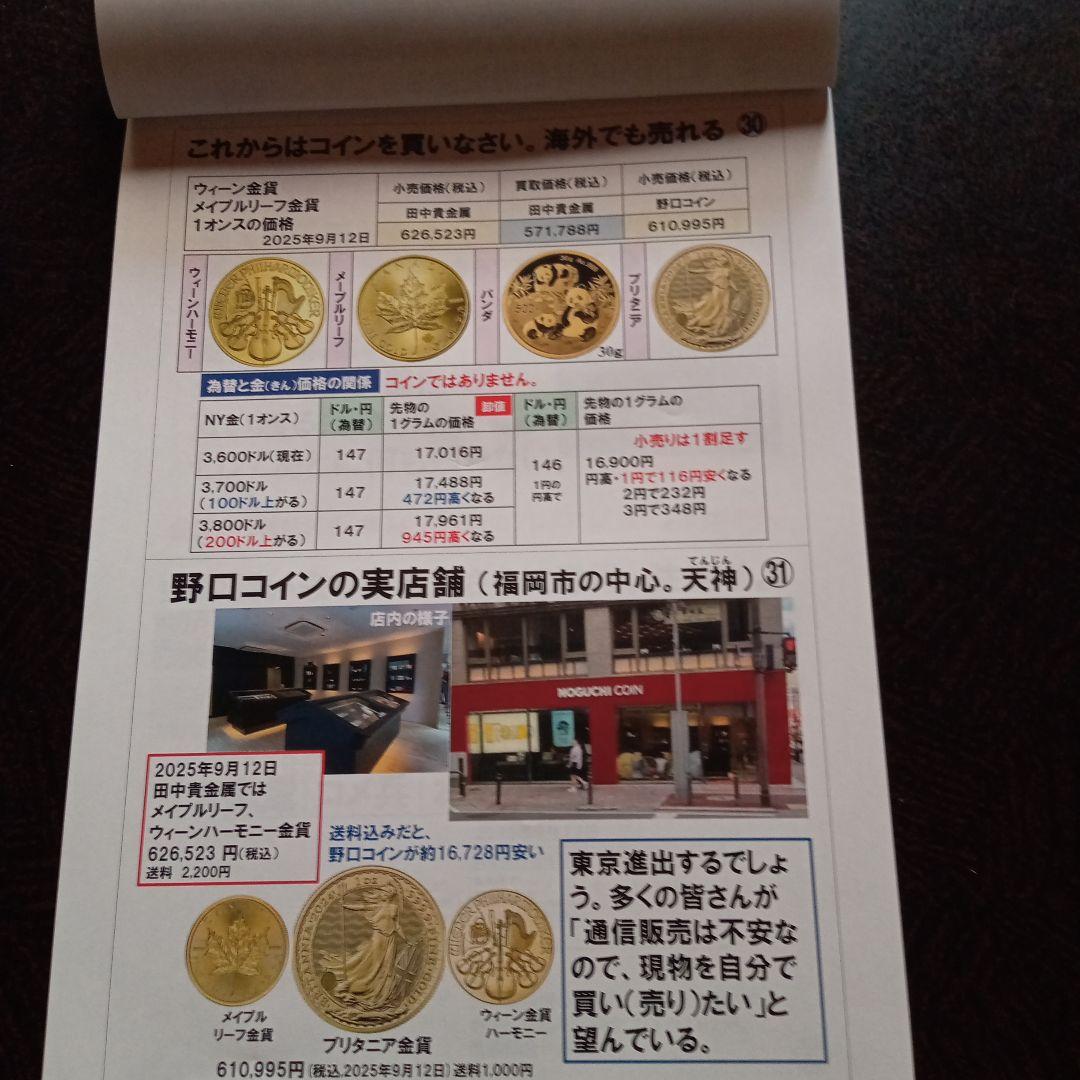 これからはコインを買いなさい。海外でも売れる ㉚
ウィーン金貨
メイプルリーフ金貨
1オンスの価格
2025年9月12日
小売価格(税込)
買取価格(税込)
小売価格(税込)
田中貴金属
田中貴金属
野口コイン
626,523円
571,788円
610,995円
ウィーンハーモニー
メープルリーフ
パンダ
30g
ブリタニア
為替と金(きん)価格の関係
コインではありません。
NY金(1オンス)
ドル・円
(為替)
先物の
1グラムの価格
卸値
ドル・円
(為替)
先物の1グラムの
価格
3,600ドル(現在)
147
17,016円
3,700ドル
(100ドル上がる)
147
17,488円
472円高くなる
3,800ドル
(200ドル上がる)
147
17,961円
945円高くなる
146
1円の
円高で
小売りは1割足す
16,900円
円高・1円で116円安くなる
2円で232円
3円で348円
野口コインの実店舗(福岡市の中心。天神) ㉛
てんじん
店内の様子
NOGUCHI COIN
2025年9月12日
田中貴金属では
メイプルリーフ、
ウィーンハーモニー金貨
626,523 円(税込)
送料 2,200円
送料込みだと、
野口コインが約16,728円安い
メイプル
リーフ金貨
ブリタニア金貨
ウィーン金貨
ハーモニー
610,995円(税込,2025年9月12日)送料1,000円
東京進出するでしょ
う。多くの皆さんが
「通信販売は不安な
ので、現物を自分で
買い(売り)たい」と
望んでいる。